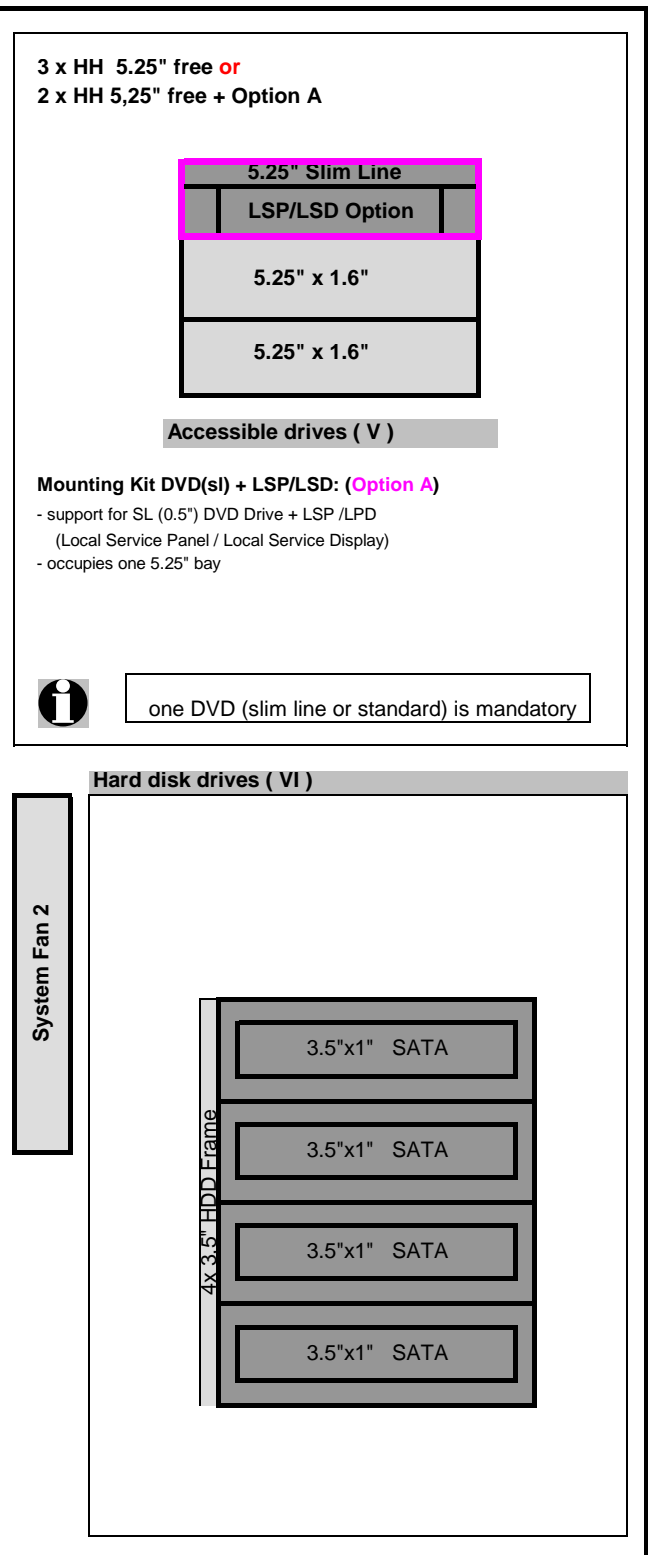 3 x HH 5.25" free or
2 x HH 5,25" free + Option A
5.25" Slim Line
LSP/LSD Option
5.25" x 1.6"
5.25" x 1.6"
Accessible drives ( V )
Mounting Kit DVD(sl) + LSP/LSD: (Option A)
- support for SL (0.5") DVD Drive + LSP /LPD
(Local Service Panel / Local Service Display)
- occupies one 5.25" bay
i
one DVD (slim line or standard) is mandatory
Hard disk drives ( VI )
System Fan 2
4x 3.5" HDD Frame
3.5"x1" SATA
3.5"x1" SATA
3.5"x1" SATA
3.5"x1" SATA